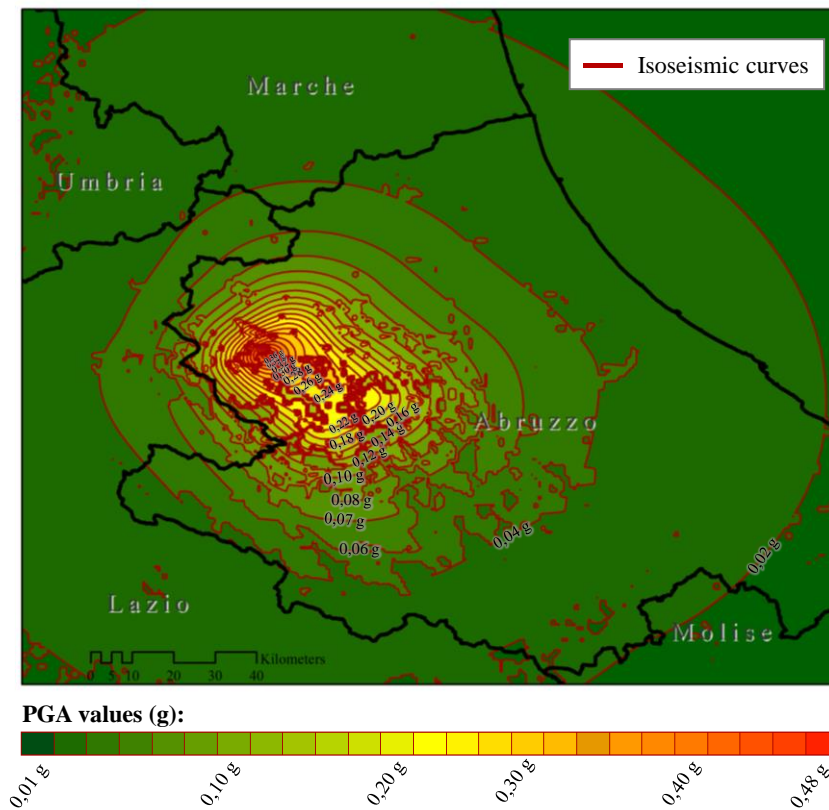 Isoseismic curves
Marche
Umbria
0,28 g
0,26 g
0,24 g
0,22 g
0,20 g
0,16 g
0,18 g
0,14 g
Abruzzo
0,12 g
0,10 g
0,08 g
0,07 g
0,06 g
0,04 g
0,02 g
Lazio
Molise
Kilometers
0 5 10 20 30 40
PGA values (g):
0,01 g 0,10 g 0,20 g 0,30 g 0,40 g 0,48 g